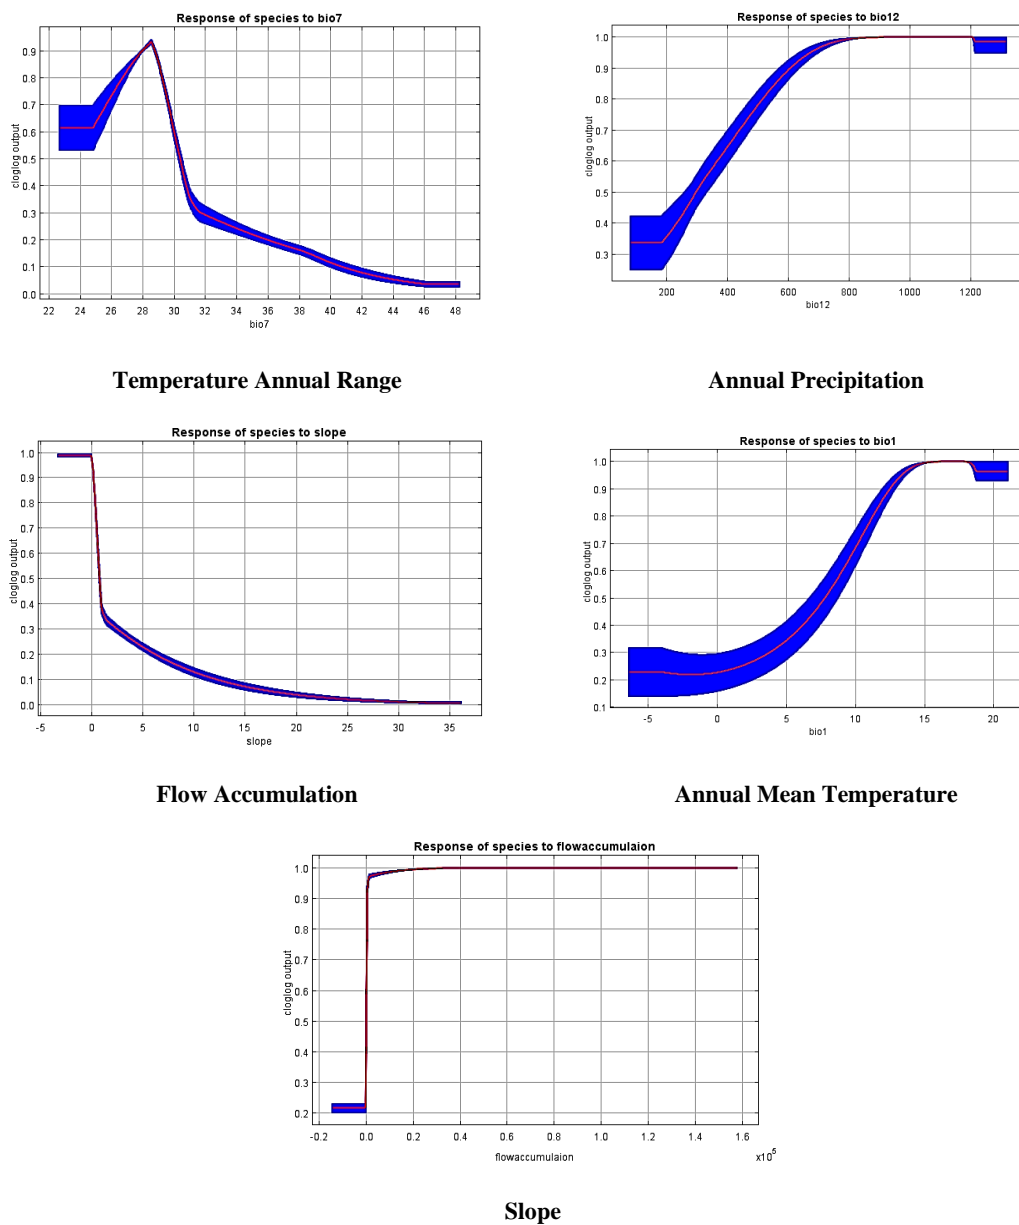 Response of species to bio7
cloglog output
0.9
0.8
0.7
0.6
0.5
0.4
0.3
0.2
0.1
0.0
22 24 26 28 30 32 34 36 38 40 42 44 46 48
bio7
Temperature Annual Range
Response of species to bio12
cloglog output
1.0
0.9
0.8
0.7
0.6
0.5
0.4
0.3
200 400 600 800 1000 1200
bio12
Annual Precipitation
Response of species to slope
cloglog output
1.0
0.9
0.8
0.7
0.6
0.5
0.4
0.3
0.2
0.1
0.0
-5 0 5 10 15 20 25 30 35
slope
Flow Accumulation
Response of species to bio1
cloglog output
1.0
0.9
0.8
0.7
0.6
0.5
0.4
0.3
0.2
0.1
-5 0 5 10 15 20
bio1
Annual Mean Temperature
Response of species to flowaccumulaion
cloglog output
1.0
0.9
0.8
0.7
0.6
0.5
0.4
0.3
0.2
-0.2 0.0 0.2 0.4 0.6 0.8 1.0 1.2 1.4 1.6
flowaccumulaion
x10^5
Slope